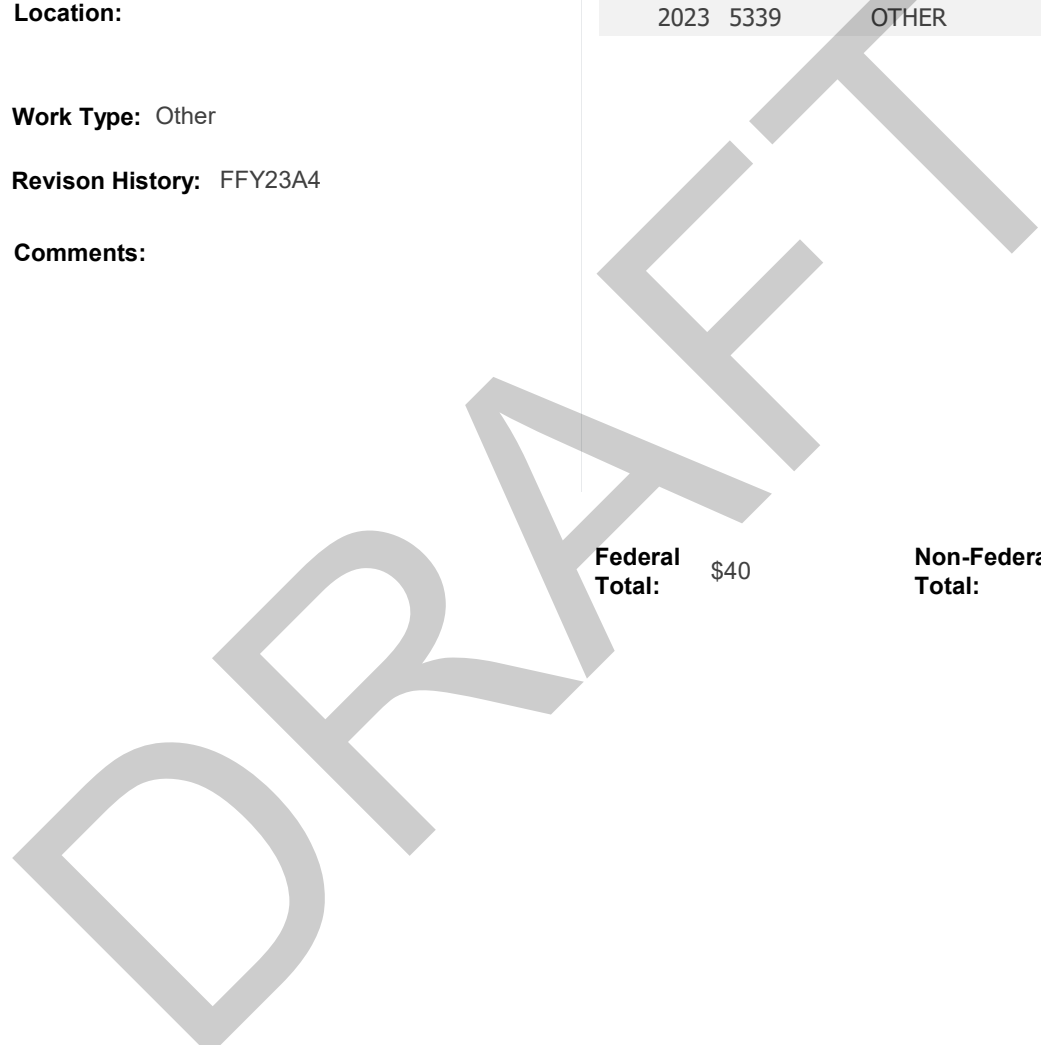 Location:
2023 5339 OTHER
Work Type: Other
Revison History: FFY23A4
Comments:
Federal Total: $40
Non-Federa
Total:
DRAFT